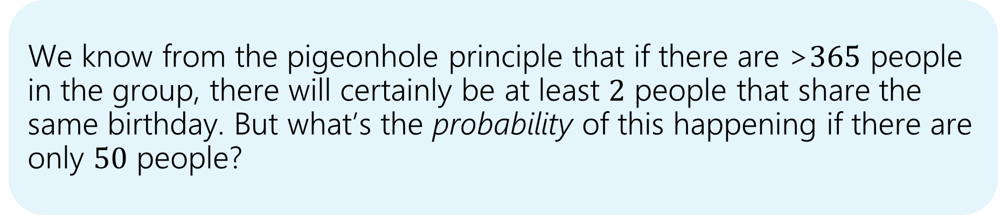 We know from the pigeonhole principle that if there are >365 people
in the group, there will certainly be at least 2 people that share the
same birthday. But what's the probability of this happening if there are
only 50 people?